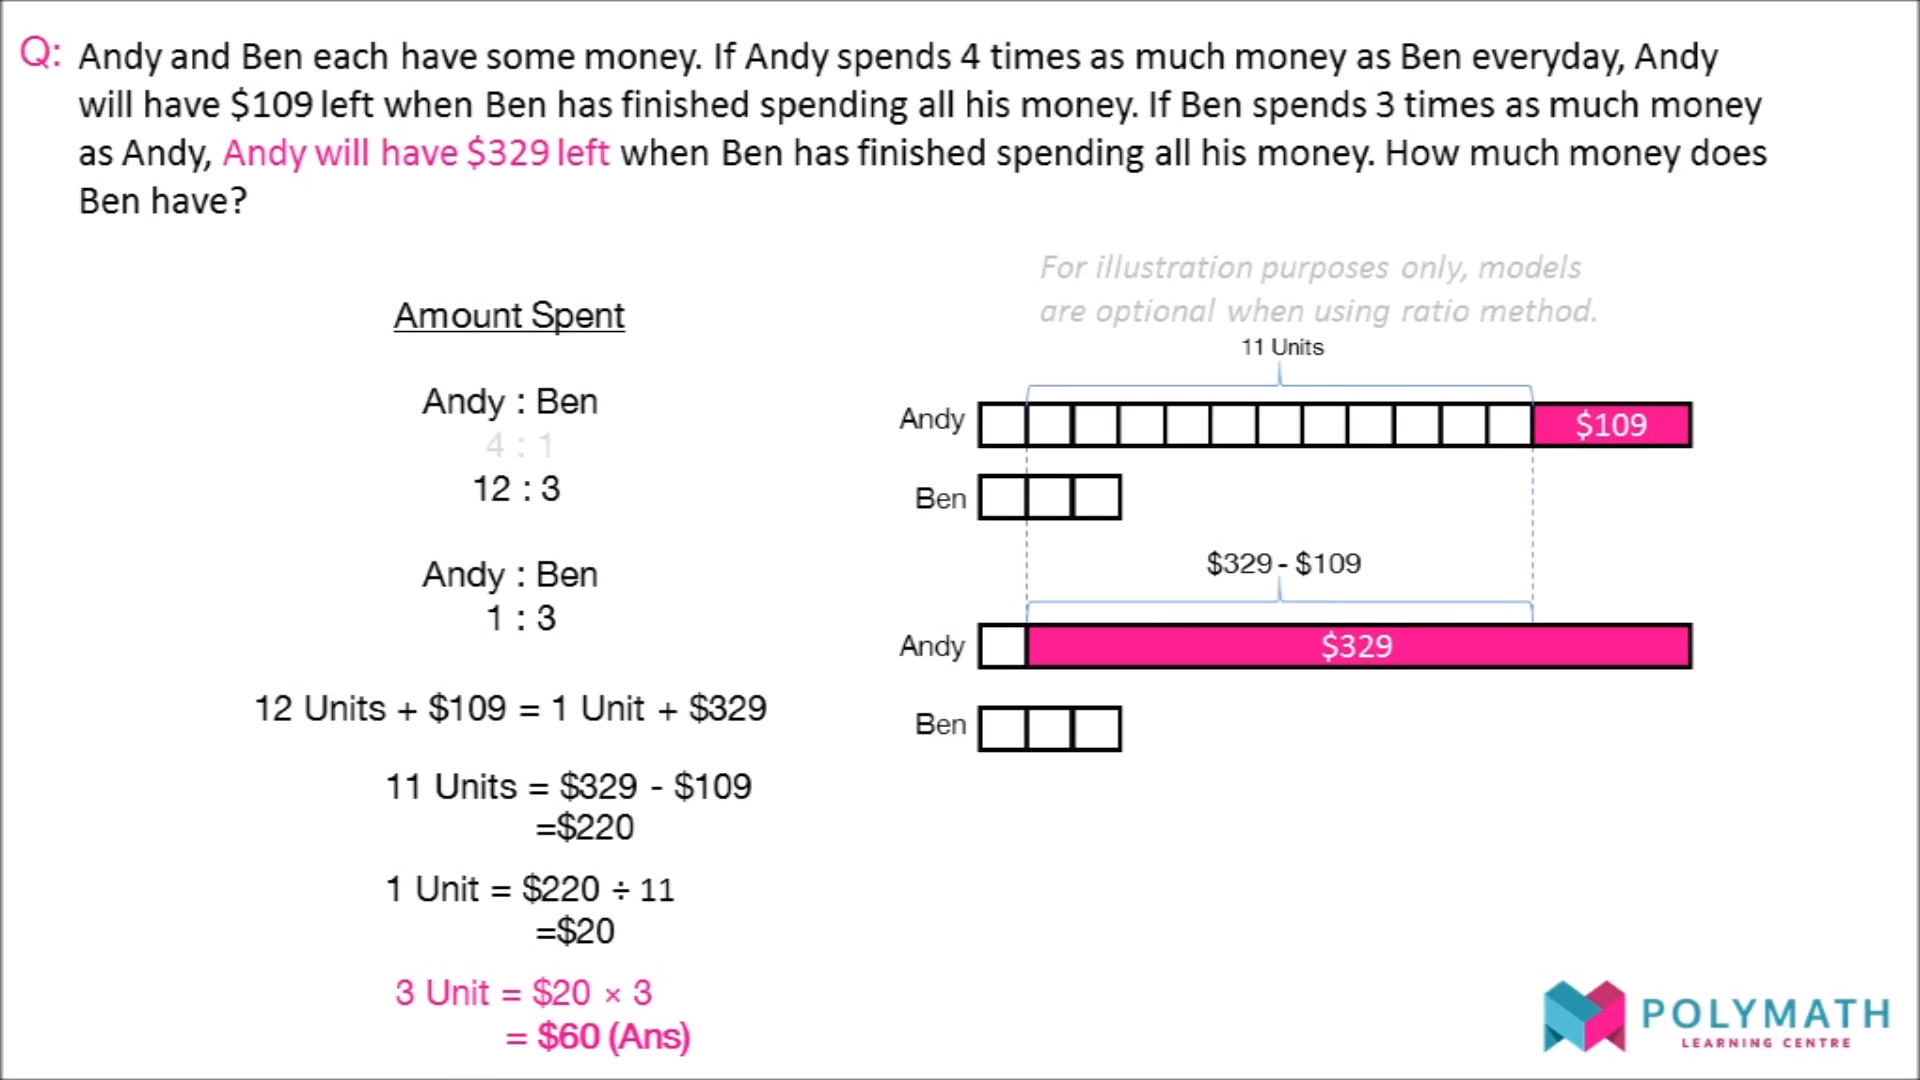 Q: Andy and Ben each have some money. If Andy spends 4 times as much money as Ben everyday, Andy
will have $109 left when Ben has finished spending all his money. If Ben spends 3 times as much money
as Andy, Andy will have $329 left when Ben has finished spending all his money. How much money does
Ben have?
Amount Spent
Andy : Ben
4 : 1
12 : 3
Andy : Ben
1 : 3
12 Units + $109 = 1 Unit + $329
11 Units = $329 - $109
=$220
1 Unit = $220 ÷ 11
=$20
3 Unit = $20 × 3
= $60 (Ans)
For illustration purposes only, models
are optional when using ratio method.
11 Units
Andy
$109
Ben
$329 - $109
Andy
$329
Ben
POLYMATH
LEARNING CENTRE